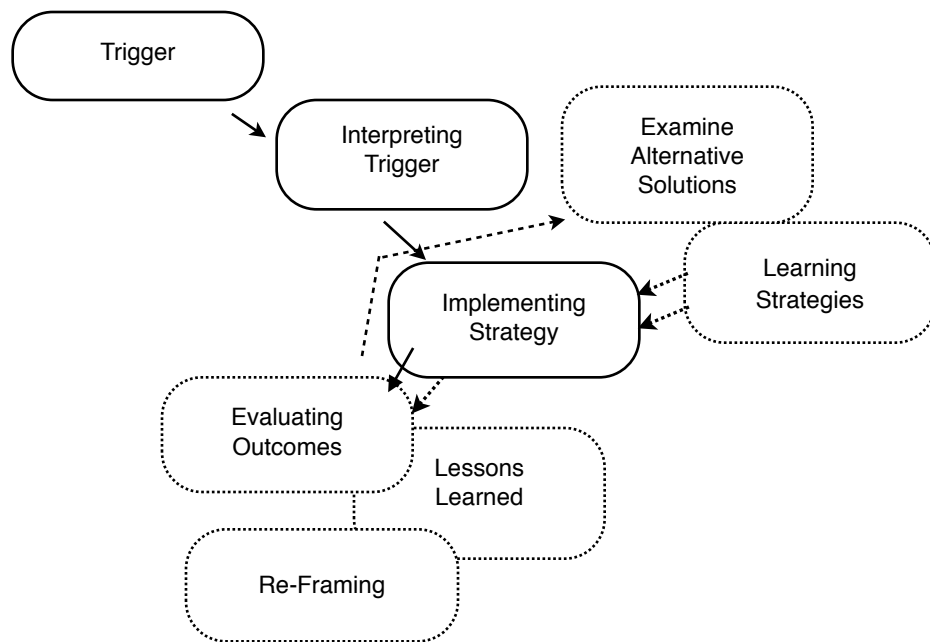 Trigger
Interpreting
Trigger
Examine
Alternative
Solutions
Learning
Strategies
Implementing
Strategy
Evaluating
Outcomes
Lessons
Learned
Re-Framing